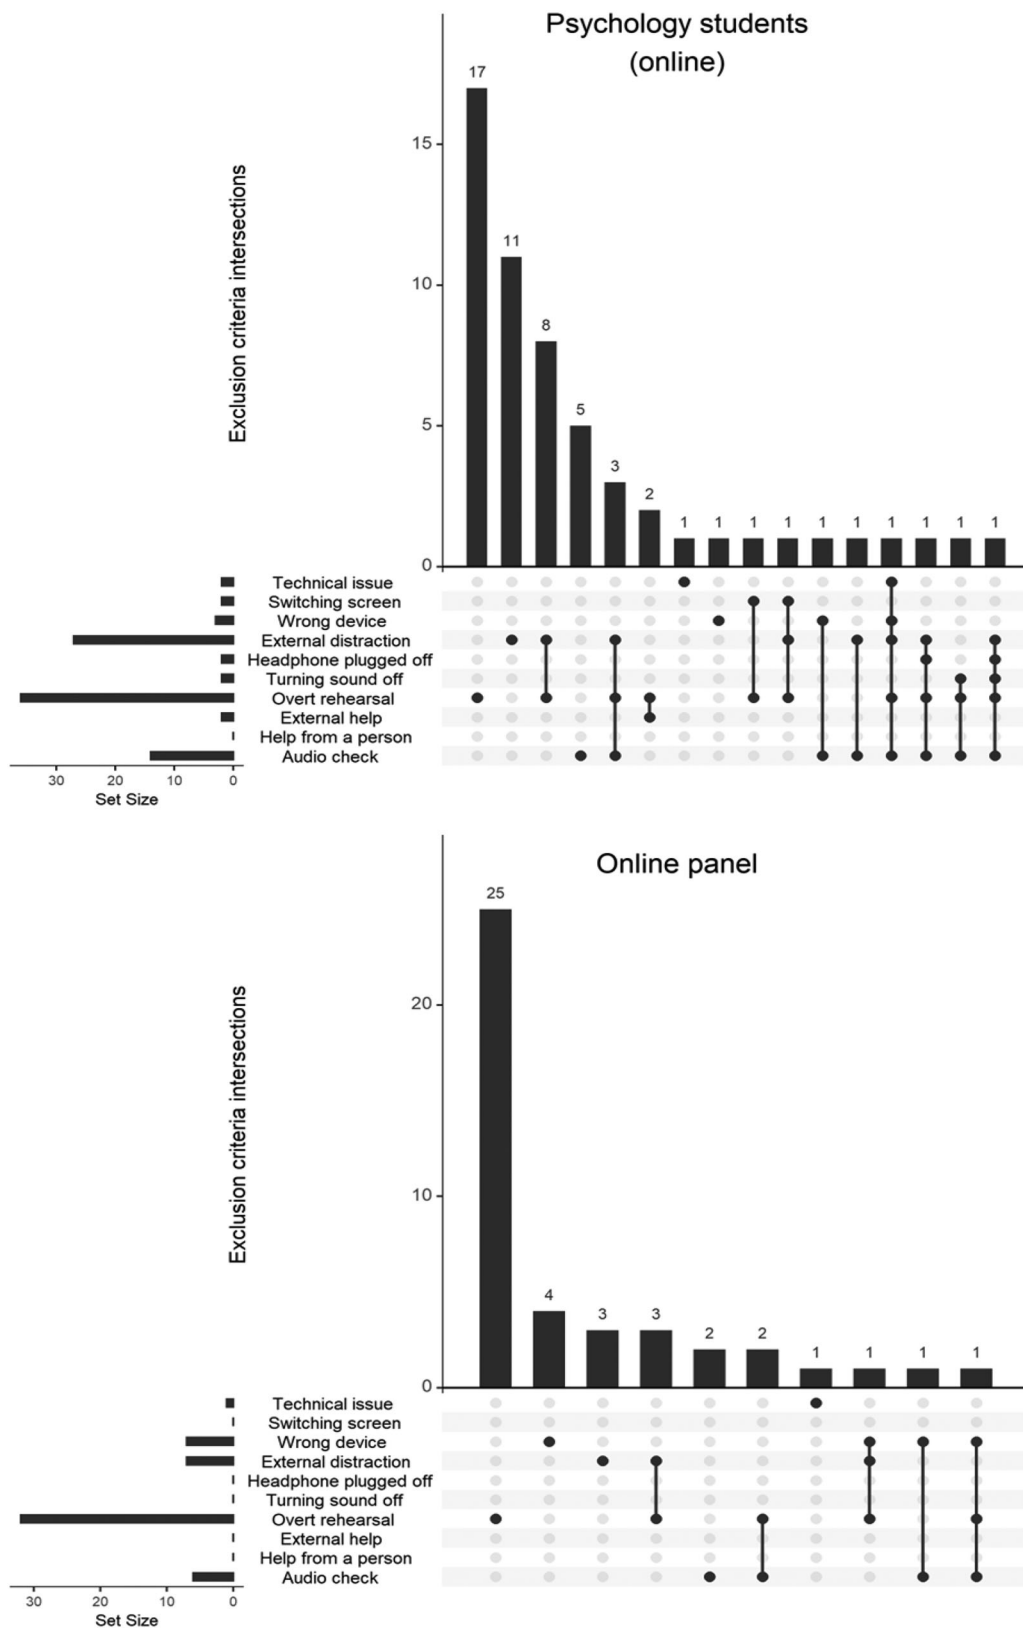 Psychology students
(online)
17
11
8
5
3
2
1
1
1
1
1
1
1
1
1
1
15
10
5
0
Exclusion criteria intersections
Technical issue
Switching screen
Wrong device
External distraction
Headphone plugged off
Turning sound off
Overt rehearsal
External help
Help from a person
Audio check
30 20 10 0
Set Size
Online panel
25
4
3
3
2
2
1
1
1
1
20
10
0
Exclusion criteria intersections
Technical issue
Switching screen
Wrong device
External distraction
Headphone plugged off
Turning sound off
Overt rehearsal
External help
Help from a person
Audio check
30 20 10 0
Set Size